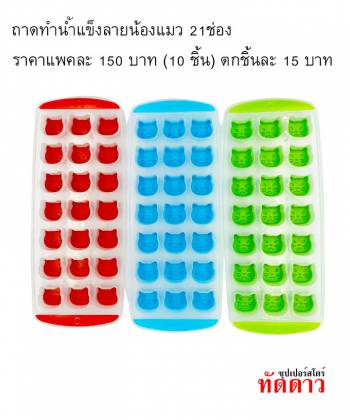 ถาดทำน้ำแข็งลายน้องแมว 21ช่อง
ราคาแพคละ 150 บาท (10 ชิ้น) ตกชิ้นละ 15 บาท
ซุปเปอร์สโตร์
ทัดดาว